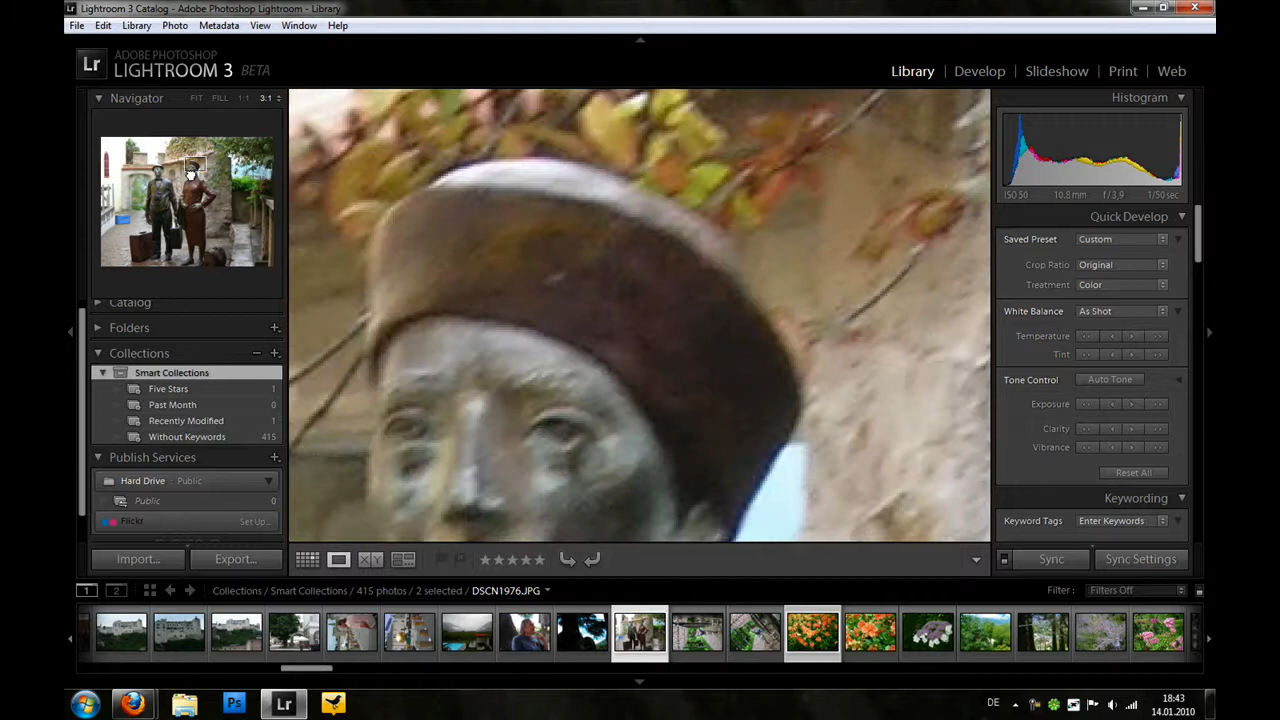 Lightroom 3 Catalog - Adobe Photoshop Lightroom - Library
File Edit Library Photo Metadata View Window Help
Lr ADOBE PHOTOSHOP
LIGHTROOM 3 BETA
Library | Develop | Slideshow | Print | Web
Navigator FIT FILL 1:1 3:1
Histogram
ISO 50 10.8 mm f / 3,9 1/50 sec
Quick Develop
Saved Preset Custom
Crop Ratio Original
Treatment Color
White Balance As Shot
Temperature
Tint
Tone Control Auto Tone
Exposure
Clarity
Vibrance
Reset All
Keywording
Keyword Tags Enter Keywords
Catalog
Folders
Collections
Smart Collections
Five Stars 1
Past Month 0
Recently Modified 1
Without Keywords 415
Publish Services
Hard Drive : Public
Public 0
Flickr Set Up...
Import... Export...
XY
Sync Sync Settings
1 2 Collections / Smart Collections / 415 photos / 2 selected / DSCN1976.JPG
Filter : Filters Off
Ps Lr
DE 18:43
14.01.2010